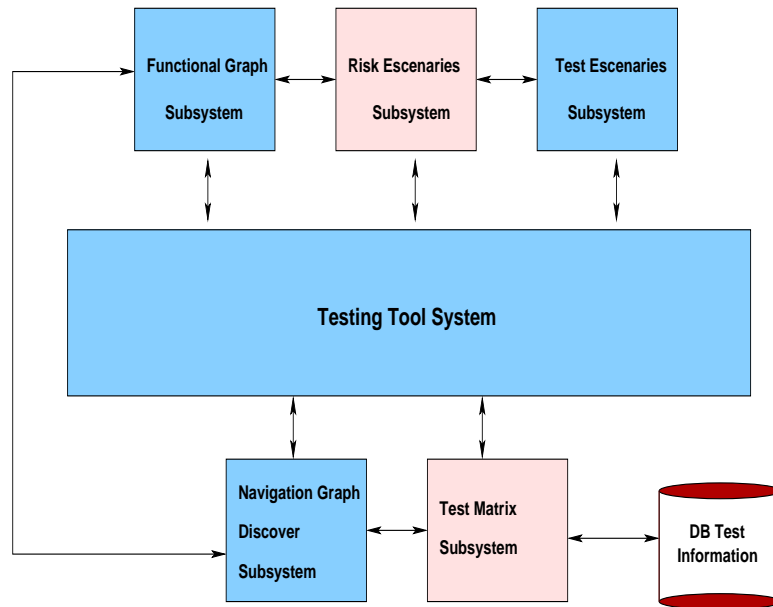 Functional Graph
Subsystem
Risk Escenaries
Subsystem
Test Escenaries
Subsystem
Testing Tool System
Navigation Graph
Discover
Subsystem
Test Matrix
Subsystem
DB Test
Information